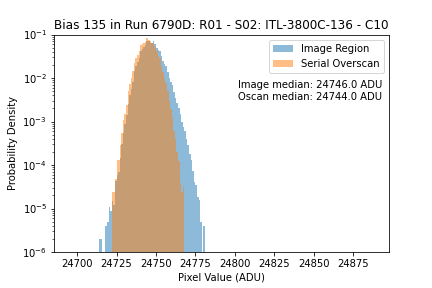 Bias 135 in Run 6790D: R01 - S02: ITL-3800C-136 - C10
Image Region
Serial Overscan
Image median: 24746.0 ADU
Oscan median: 24744.0 ADU
Probability Density
10⁻¹
10⁻²
10⁻³
10⁻⁴
10⁻⁵
10⁻⁶
24700 24725 24750 24775 24800 24825 24850 24875
Pixel Value (ADU)